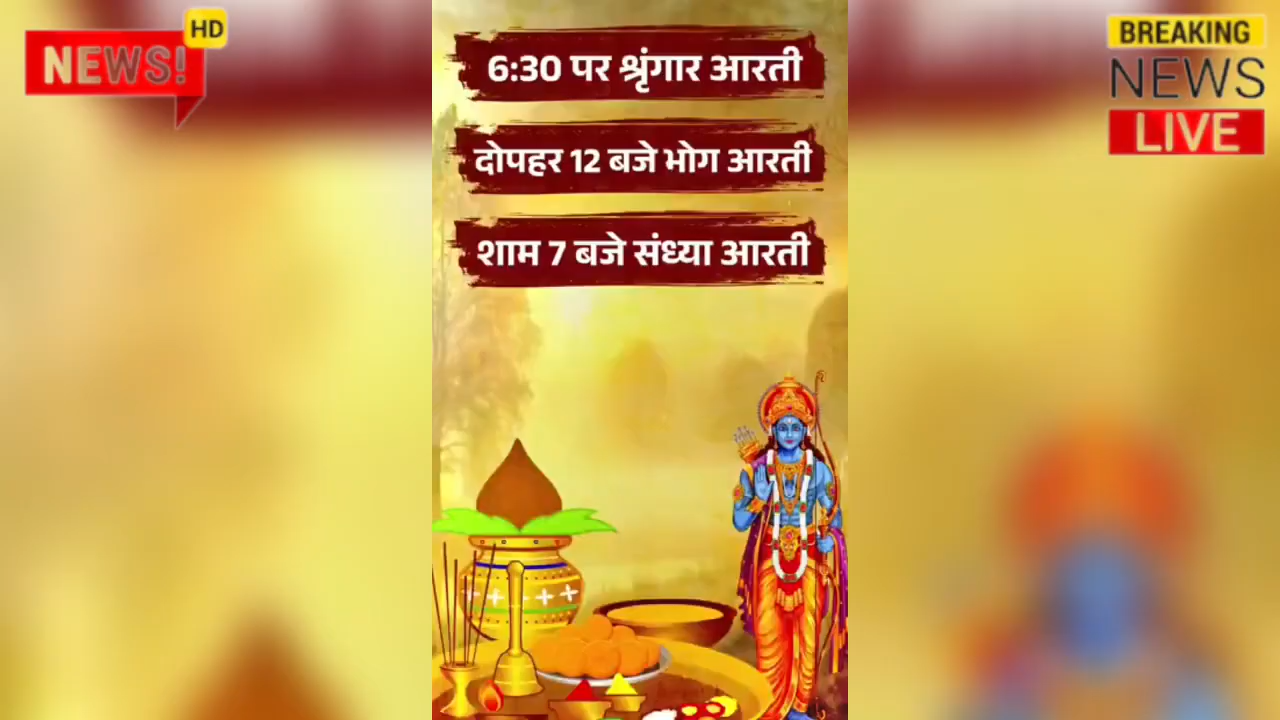 NEWS!
HD
6:30 पर श्रृंगार आरती
दोपहर 12 बजे भोग आरती
शाम 7 बजे संध्या आरती
BREAKING
NEWS
LIVE